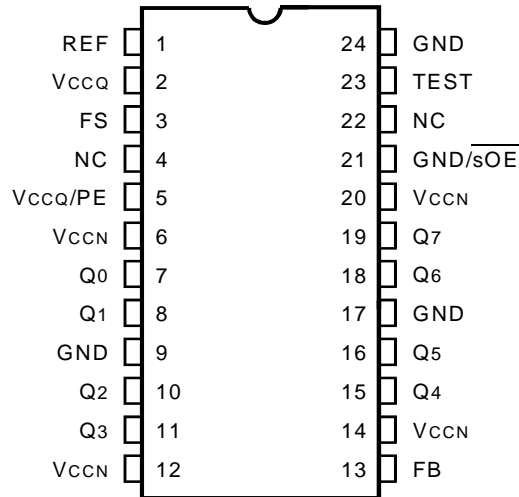 REF 1 24 GND
VCCQ 2 23 TEST
FS 3 22 NC
NC 4 21 GND/sOE
VCCQ/PE 5 20 VCCN
VCCN 6 19 Q7
Q0 7 18 Q6
Q1 8 17 GND
GND 9 16 Q5
Q2 10 15 Q4
Q3 11 14 VCCN
VCCN 12 13 FB